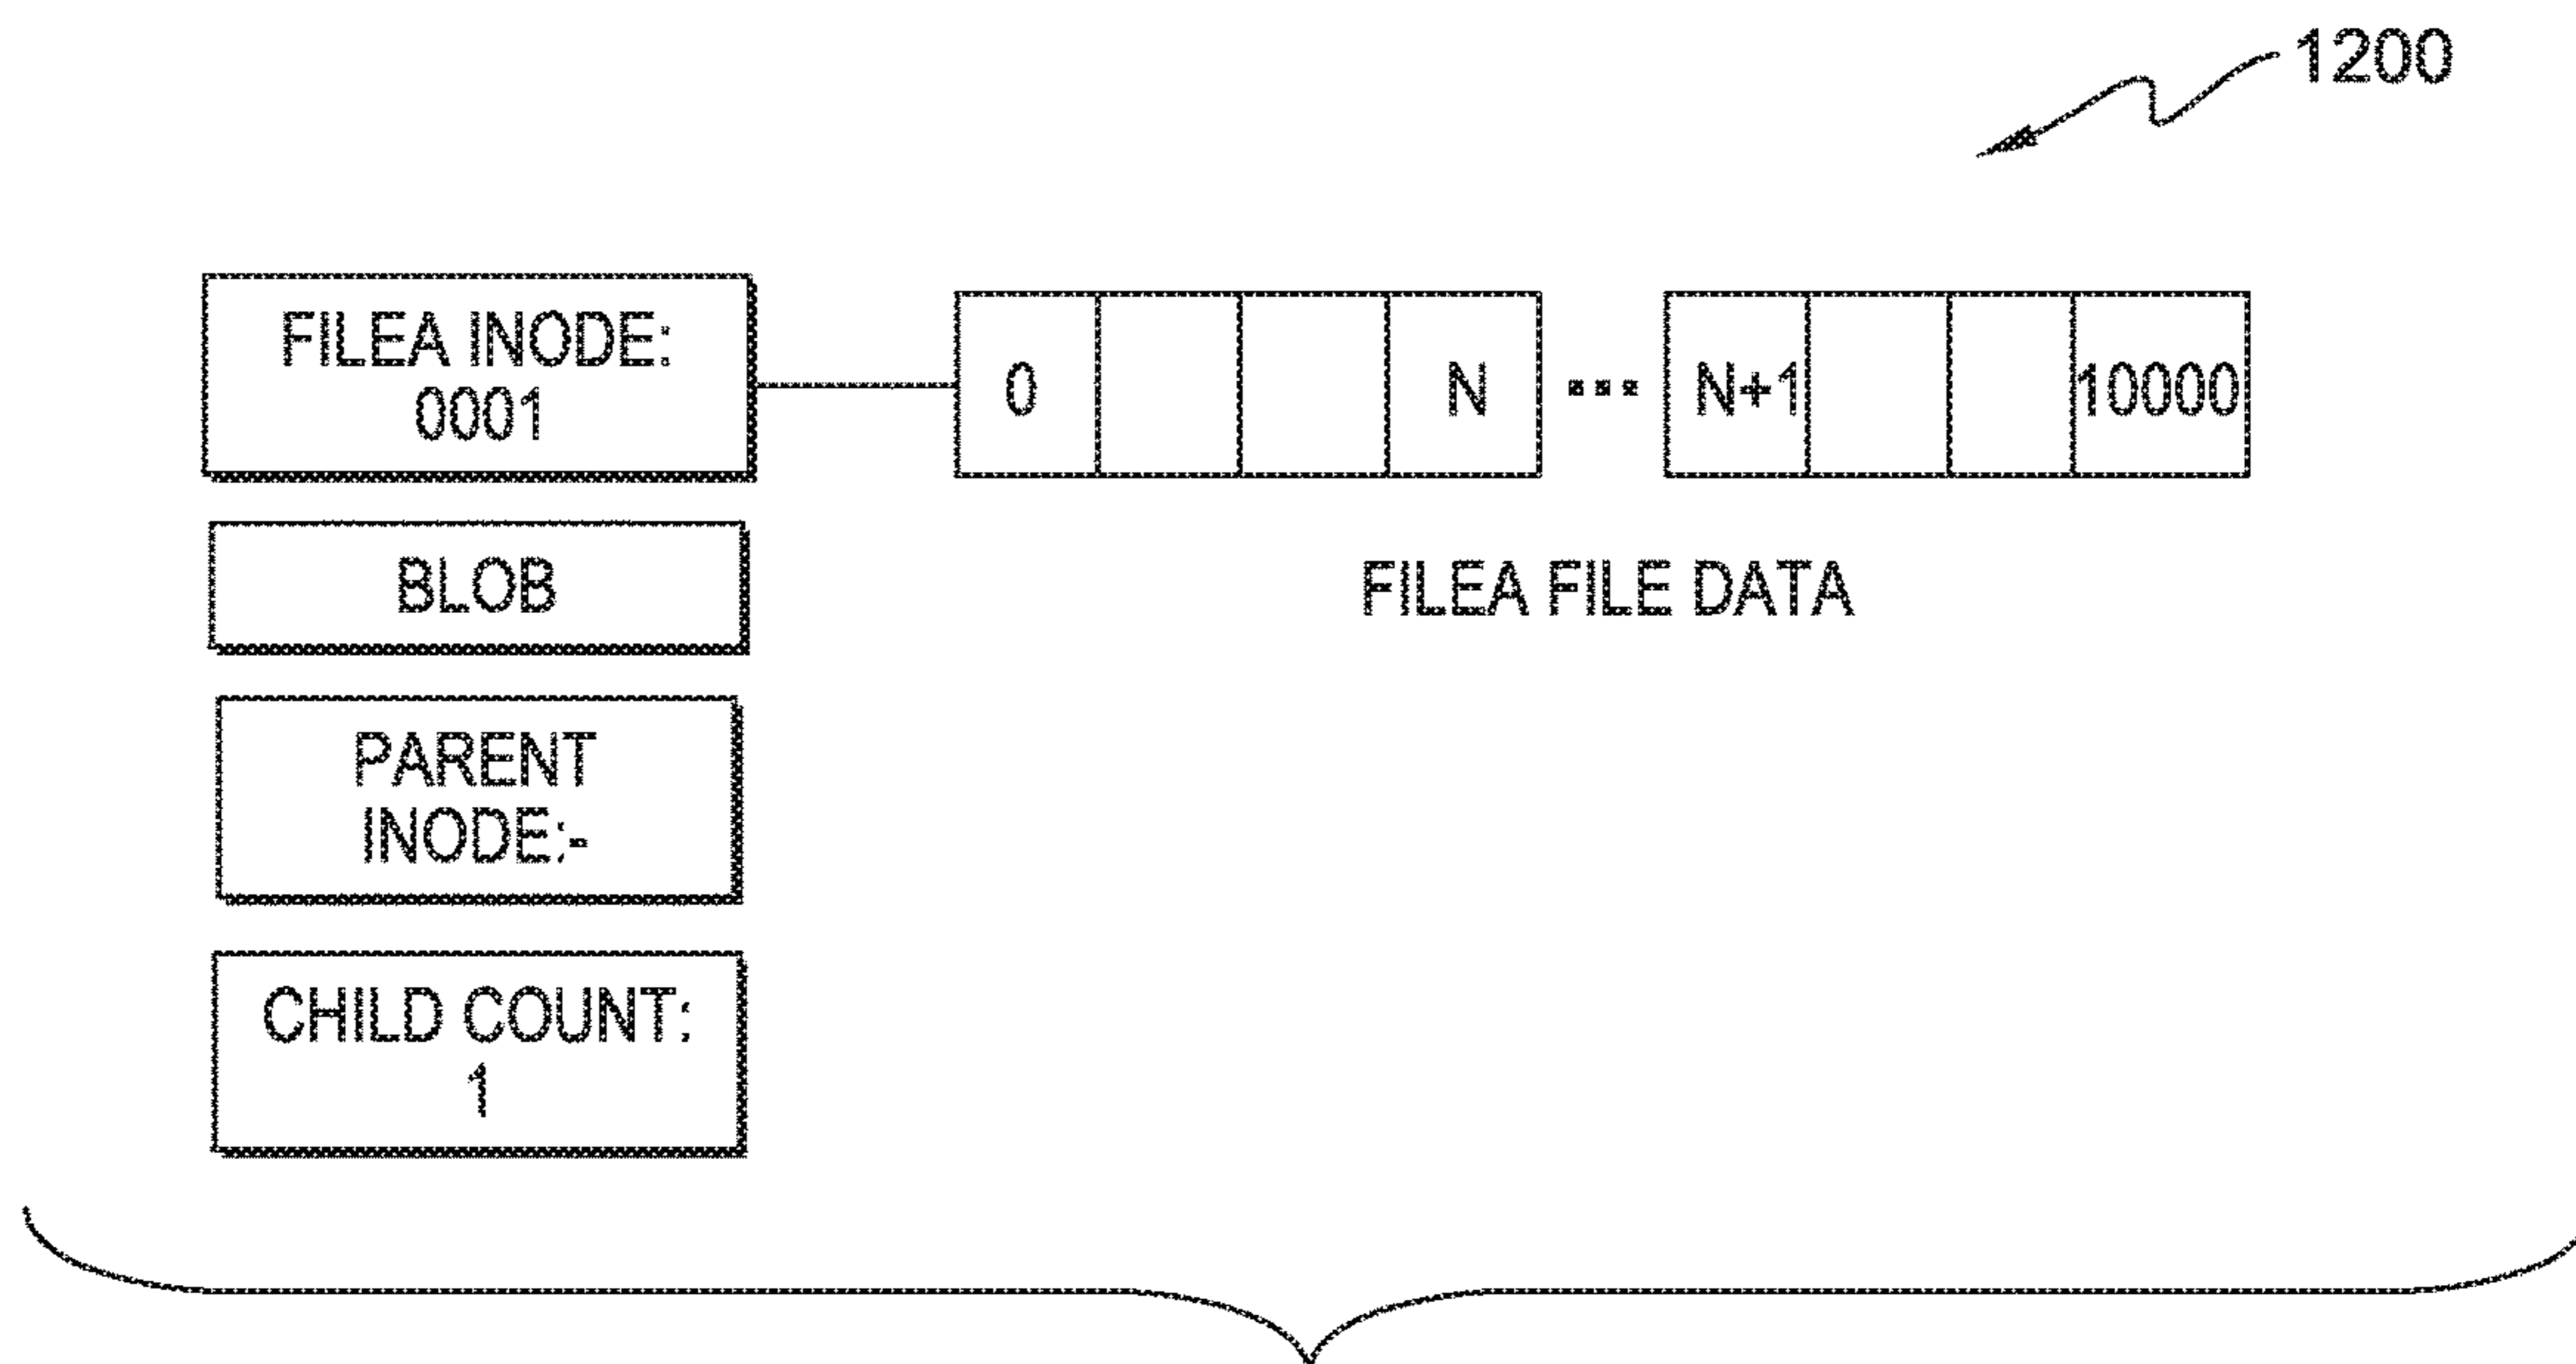 1200
FILEA INODE:
0001
0 N ... N+1 10000
BLOB
FILEA FILE DATA
PARENT
INODE:-
CHILD COUNT:
1